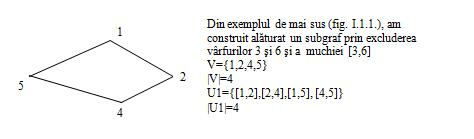 1
2
5
4
Din exemplul de mai sus (fig. I.1.1.), am
construit alăturat un subgraf prin excluderea
vârfurilor 3 şi 6 şi a muchiei [3,6]
V={1,2,4,5}
|V|=4
U1={[1,2],[2,4],[1,5], [4,5]}
|U1|=4